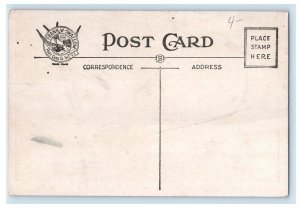 4-
POST CARD
PLACE
STAMP
HERE
CORRESPONDENCE
ADDRESS